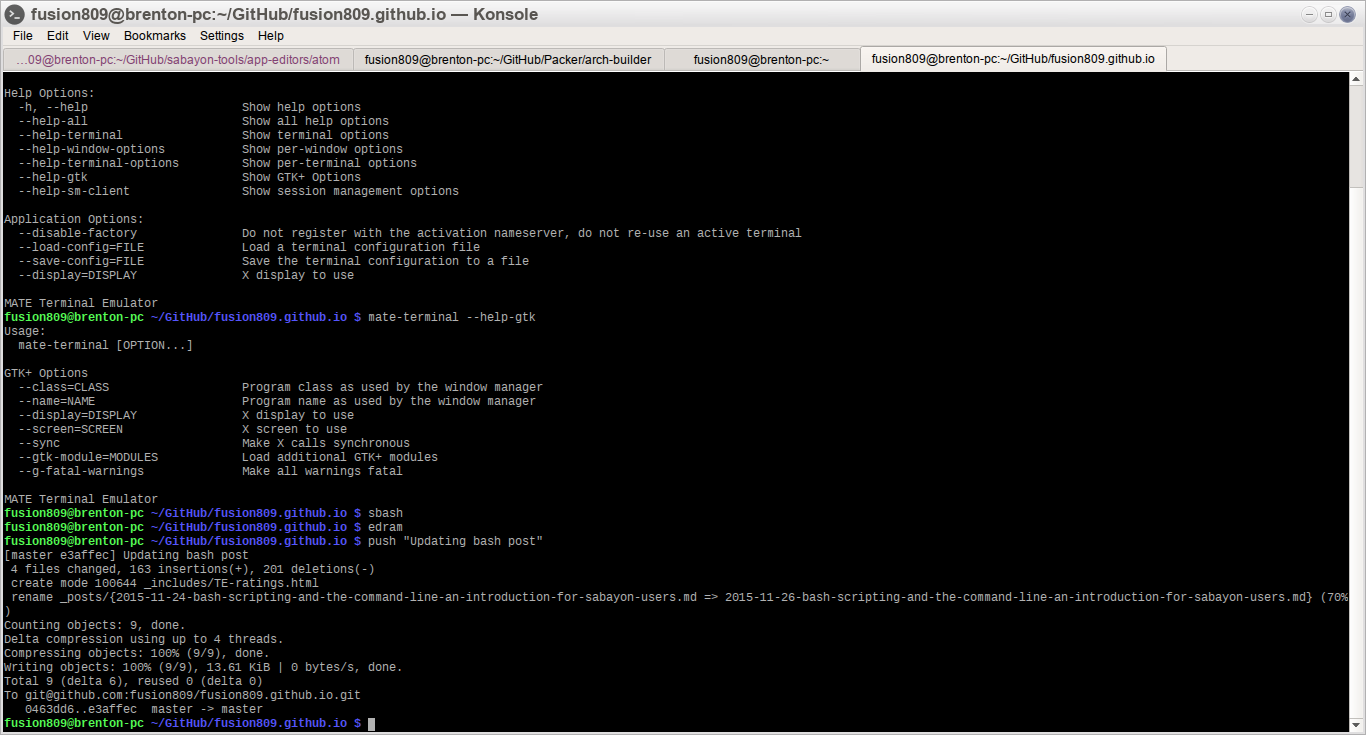 fusion809@brenton-pc:~/GitHub/fusion809.github.io — Konsole
File Edit View Bookmarks Settings Help
...09@brenton-pc:~/GitHub/sabayon-tools/app-editors/atom fusion809@brenton-pc:~/GitHub/Packer/arch-builder fusion809@brenton-pc:~ fusion809@brenton-pc:~/GitHub/fusion809.github.io
Help Options:
  -h, --help                      Show help options
  --help-all                      Show all help options
  --help-terminal                 Show terminal options
  --help-window-options           Show per-window options
  --help-terminal-options         Show per-terminal options
  --help-gtk                      Show GTK+ Options
  --help-sm-client                Show session management options
Application Options:
  --disable-factory               Do not register with the activation nameserver, do not re-use an active terminal
  --load-config=FILE              Load a terminal configuration file
  --save-config=FILE              Save the terminal configuration to a file
  --display=DISPLAY               X display to use
MATE Terminal Emulator
fusion809@brenton-pc ~/GitHub/fusion809.github.io $ mate-terminal --help-gtk
Usage:
  mate-terminal [OPTION...]
GTK+ Options
  --class=CLASS                   Program class as used by the window manager
  --name=NAME                     Program name as used by the window manager
  --display=DISPLAY               X display to use
  --screen=SCREEN                 X screen to use
  --sync                          Make X calls synchronous
  --gtk-module=MODULES            Load additional GTK+ modules
  --g-fatal-warnings              Make all warnings fatal
MATE Terminal Emulator
fusion809@brenton-pc ~/GitHub/fusion809.github.io $ sbash
fusion809@brenton-pc ~/GitHub/fusion809.github.io $ edram
fusion809@brenton-pc ~/GitHub/fusion809.github.io $ push "Updating bash post"
[master e3affec] Updating bash post
 4 files changed, 163 insertions(+), 201 deletions(-)
 create mode 100644 _includes/TE-ratings.html
 rename _posts/{2015-11-24-bash-scripting-and-the-command-line-an-introduction-for-sabayon-users.md => 2015-11-26-bash-scripting-and-the-command-line-an-introduction-for-sabayon-users.md} (70%
)
Counting objects: 9, done.
Delta compression using up to 4 threads.
Compressing objects: 100% (9/9), done.
Writing objects: 100% (9/9), 13.61 KiB | 0 bytes/s, done.
Total 9 (delta 6), reused 0 (delta 0)
To git@github.com:fusion809/fusion809.github.io.git
   0463dd6..e3affec  master -> master
fusion809@brenton-pc ~/GitHub/fusion809.github.io $